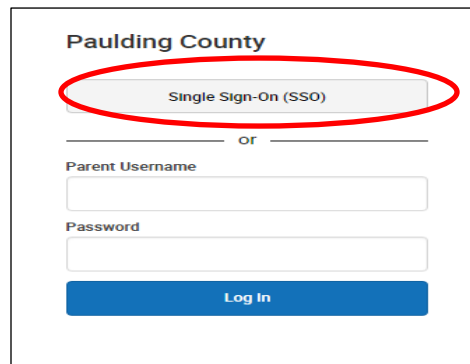 Paulding County
Single Sign-On (SSO)
or
Parent Username
Password
Log In